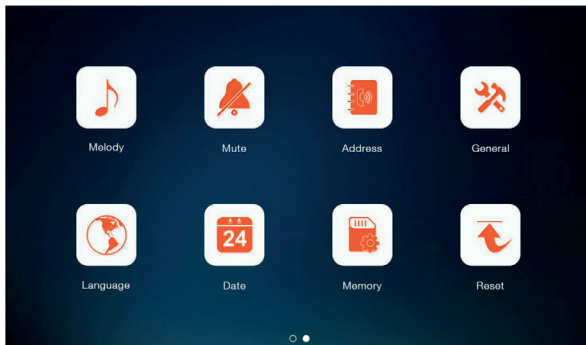 Melody
Mute
Address
General
24
Language
Date
Memory
Reset